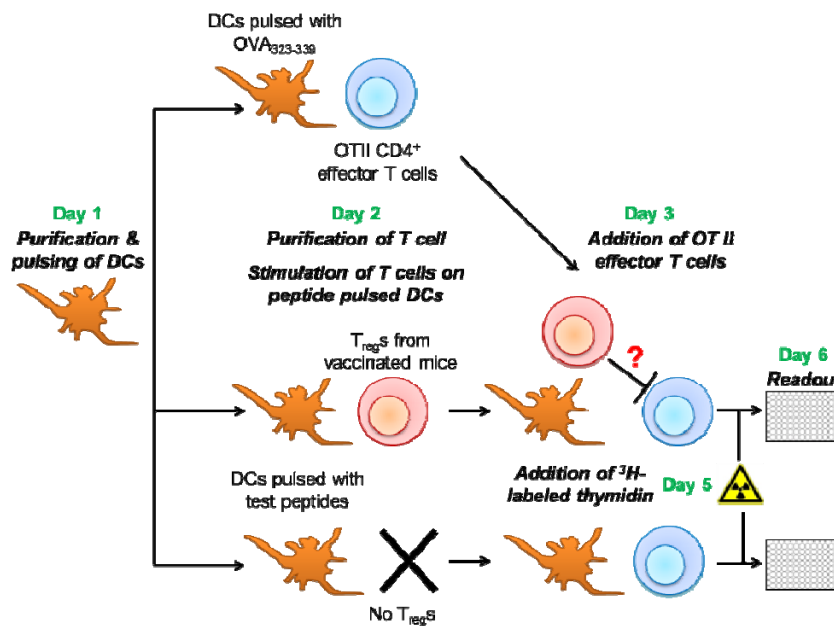 DCs pulsed with
OVA323-339
OTII CD4+
effector T cells
Day 1
Purification &
pulsing of DCs
Day 2
Purification of T cell
Stimulation of T cells on
peptide pulsed DCs
Day 3
Addition of OT II
effector T cells
Tregs from
vaccinated mice
?
Day 6
Readout
DCs pulsed with
test peptides
Addition of 3H-
labeled thymidin
Day 5
No Tregs